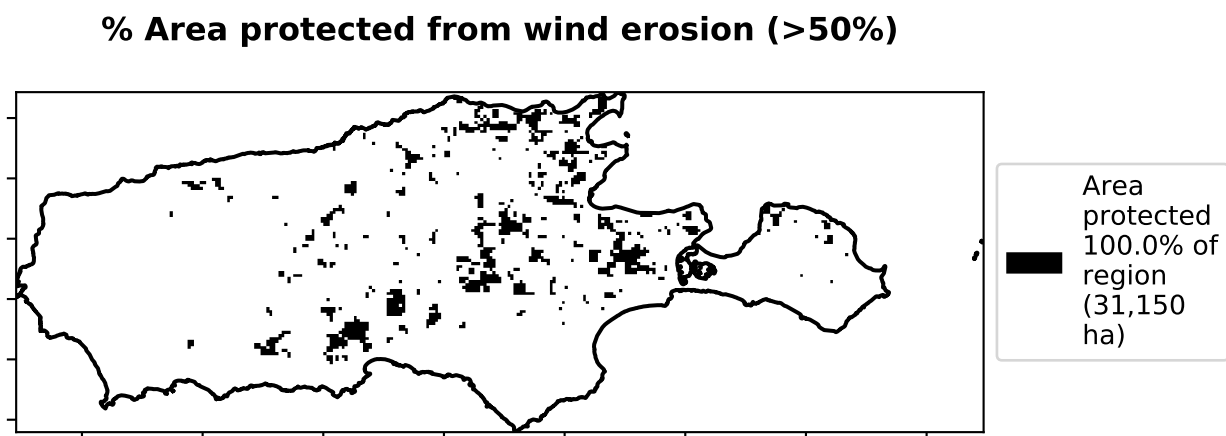 % Area protected from wind erosion (>50%)
Area
protected
100.0% of
region
(31,150
ha)